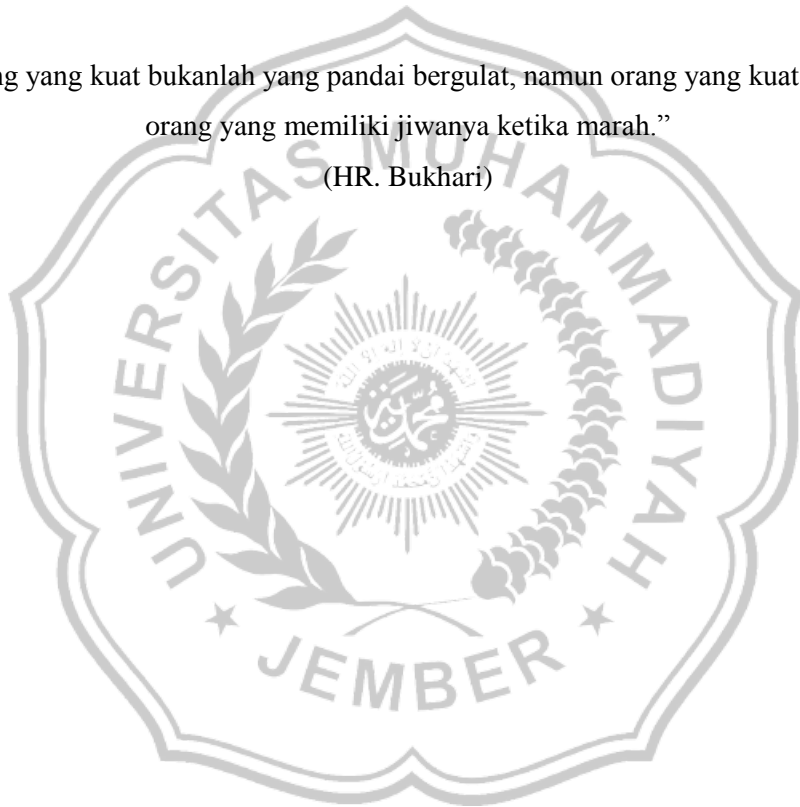 ng yang kuat bukanlah yang pandai bergulat, namun orang yang kuat
orang yang memiliki jiwanya ketika marah.”
(HR. Bukhari)
UNIVERSITAS MUHAMMADIYAH
JEMBER